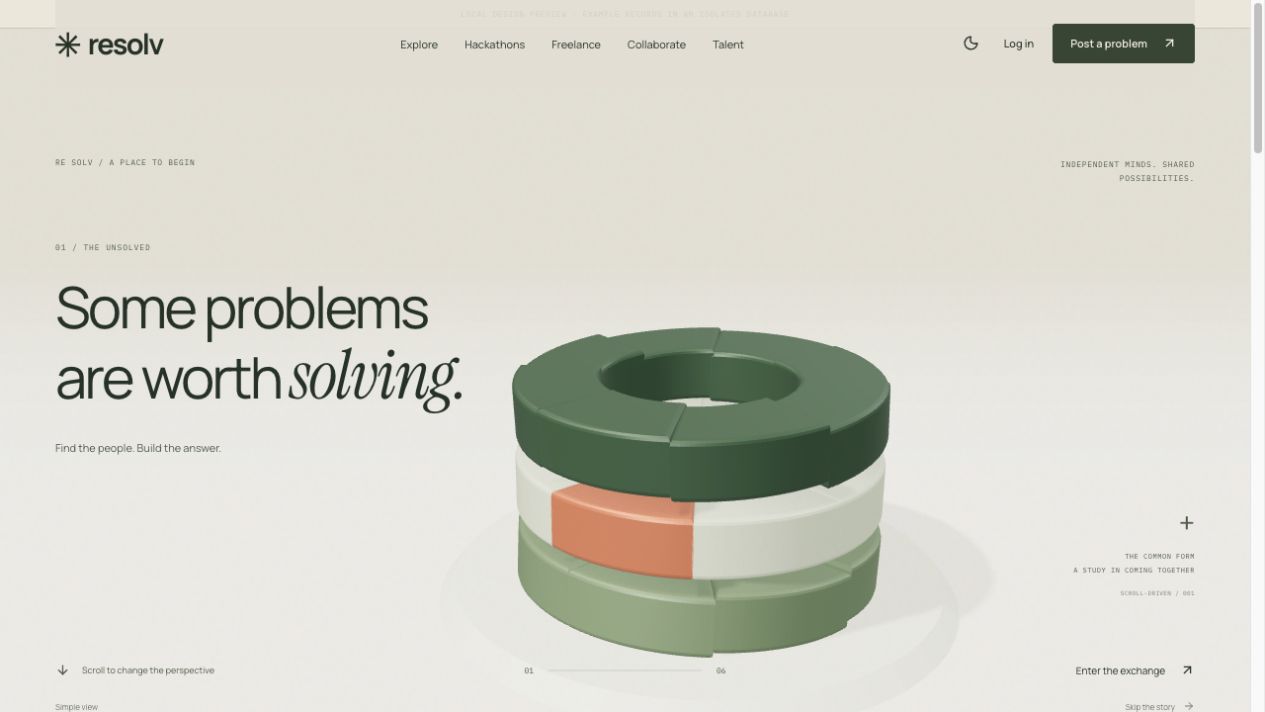 LOCAL DESIGN PREVIEW · EXAMPLE RECORDS IN AN ISOLATED DATABASE
resolv
Explore
Hackathons
Freelance
Collaborate
Talent
Log in
Post a problem
RE SOLV / A PLACE TO BEGIN
INDEPENDENT MINDS. SHARED
POSSIBILITIES.
01 / THE UNSOLVED
Some problems
are worth solving.
Find the people. Build the answer.
THE COMMON FORM
A STUDY IN COMING TOGETHER
SCROLL-DRIVEN / 001
Scroll to change the perspective
01
06
Enter the exchange
Simple view
Skip the story